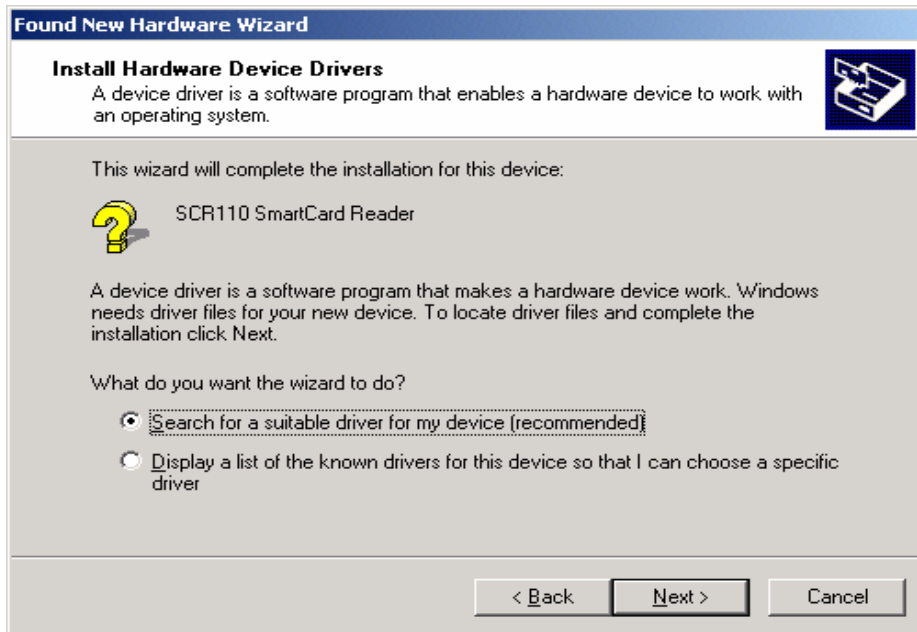 Found New Hardware Wizard
Install Hardware Device Drivers
A device driver is a software program that enables a hardware device to work with
an operating system.
This wizard will complete the installation for this device:
SCR110 SmartCard Reader
A device driver is a software program that makes a hardware device work. Windows
needs driver files for your new device. To locate driver files and complete the
installation click Next.
What do you want the wizard to do?
Search for a suitable driver for my device (recommended)
Display a list of the known drivers for this device so that I can choose a specific
driver
< Back
Next >
Cancel